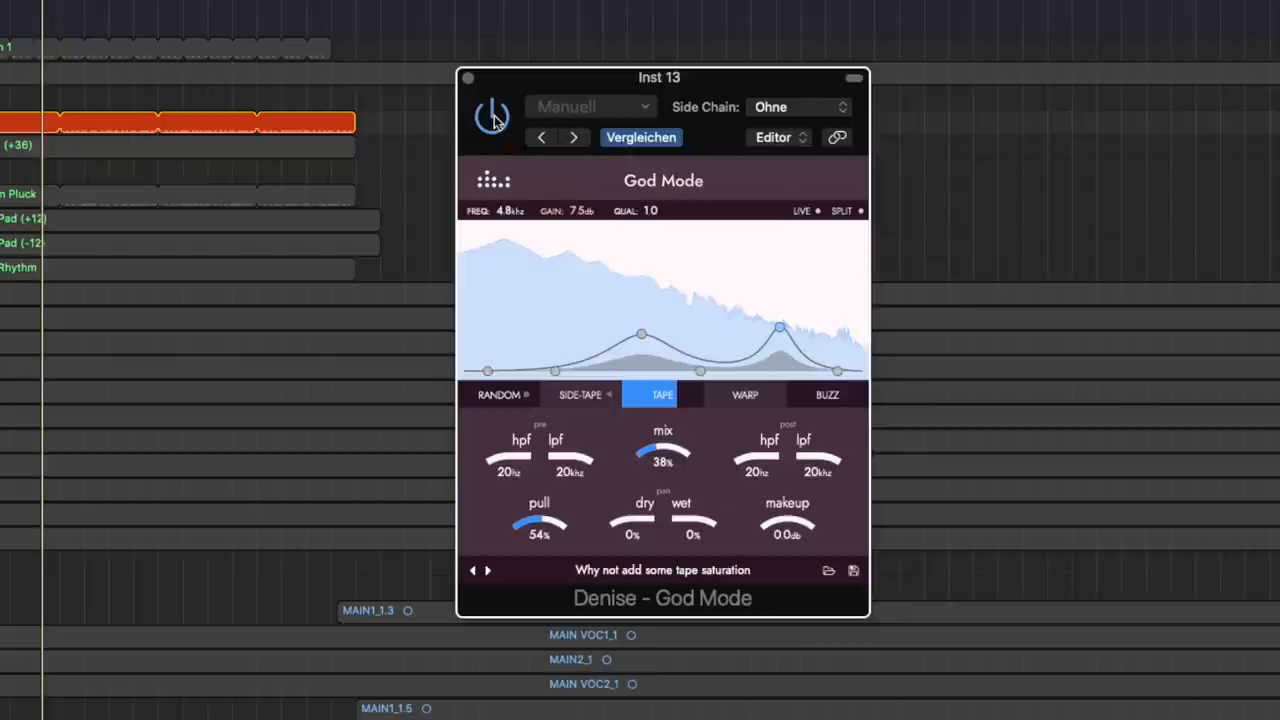 n 1
Inst 13
Manuell
Side Chain: Ohne
Vergleichen
Editor
(+36)
God Mode
n Pluck
FREQ: 4.8khz GAIN: 7.5db QUAL: 1.0 LIVE SPLIT
Pad (+12)
Pad (-12)
Rhythm
RANDOM SIDE-TAPE TAPE WARP BUZZ
pre post
hpf lpf mix hpf lpf
20hz 20khz 38% 20hz 20khz
pan
pull dry wet makeup
54% 0% 0% 0.0db
Why not add some tape saturation
Denise - God Mode
MAIN1_1.3
MAIN VOC1_1
MAIN2_1
MAIN VOC2_1
MAIN1_1.5